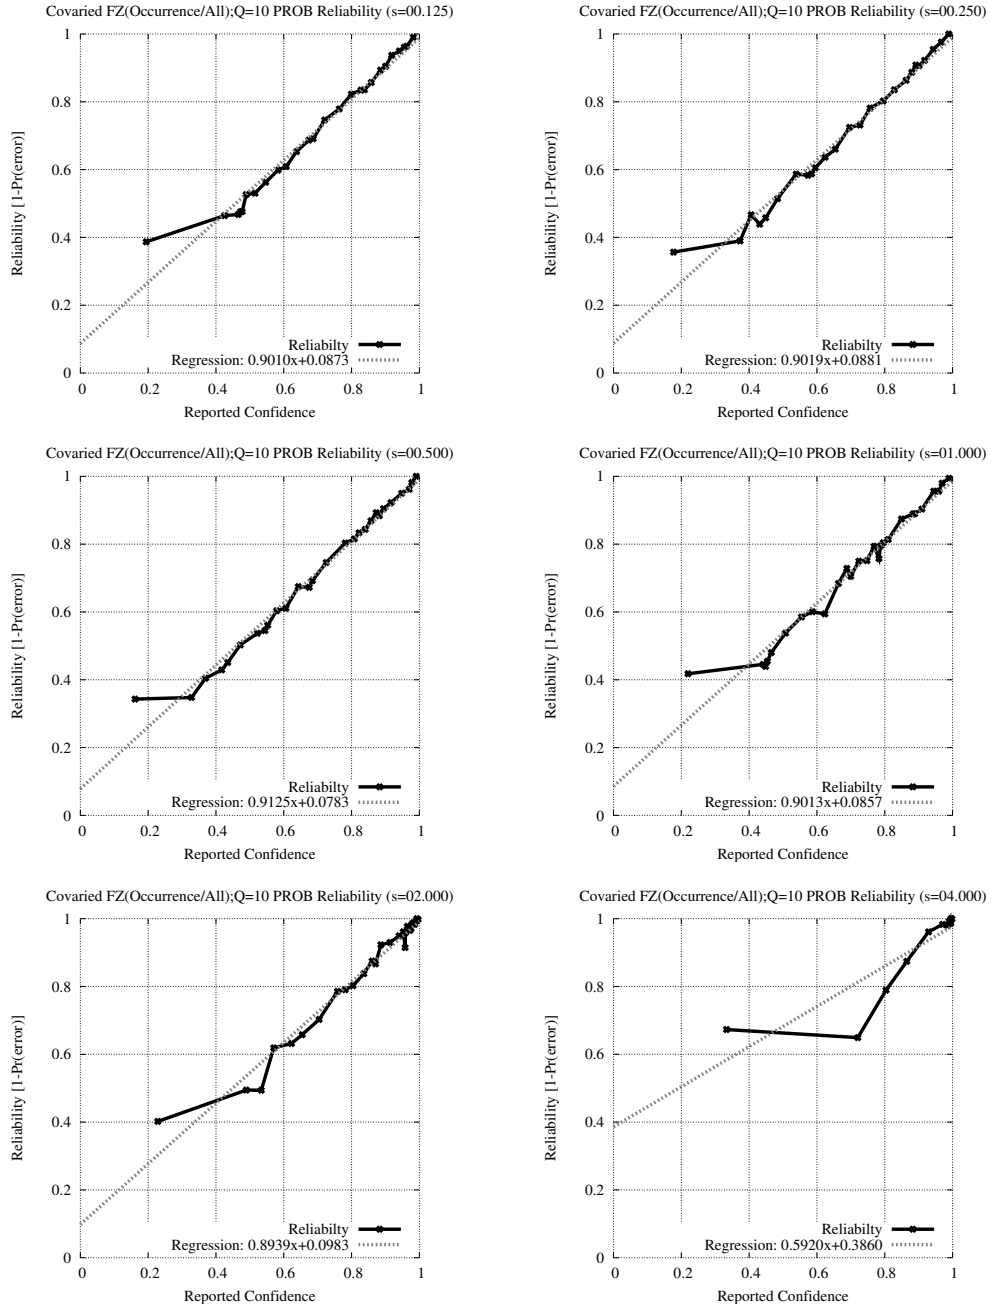 Covaried FZ(Occurrence/All);Q=10 PROB Reliability (s=00.125)
1
0.8
0.6
0.4
0.2
0
Reliability [1-Pr(error)]
Reliabilty
Regression: 0.9010x+0.0873
0 0.2 0.4 0.6 0.8 1
Reported Confidence
Covaried FZ(Occurrence/All);Q=10 PROB Reliability (s=00.250)
1
0.8
0.6
0.4
0.2
0
Reliability [1-Pr(error)]
Reliabilty
Regression: 0.9019x+0.0881
0 0.2 0.4 0.6 0.8 1
Reported Confidence
Covaried FZ(Occurrence/All);Q=10 PROB Reliability (s=00.500)
1
0.8
0.6
0.4
0.2
0
Reliability [1-Pr(error)]
Reliabilty
Regression: 0.9125x+0.0783
0 0.2 0.4 0.6 0.8 1
Reported Confidence
Covaried FZ(Occurrence/All);Q=10 PROB Reliability (s=01.000)
1
0.8
0.6
0.4
0.2
0
Reliability [1-Pr(error)]
Reliabilty
Regression: 0.9013x+0.0857
0 0.2 0.4 0.6 0.8 1
Reported Confidence
Covaried FZ(Occurrence/All);Q=10 PROB Reliability (s=02.000)
1
0.8
0.6
0.4
0.2
0
Reliability [1-Pr(error)]
Reliabilty
Regression: 0.8939x+0.0983
0 0.2 0.4 0.6 0.8 1
Reported Confidence
Covaried FZ(Occurrence/All);Q=10 PROB Reliability (s=04.000)
1
0.8
0.6
0.4
0.2
0
Reliability [1-Pr(error)]
Reliabilty
Regression: 0.5920x+0.3860
0 0.2 0.4 0.6 0.8 1
Reported Confidence